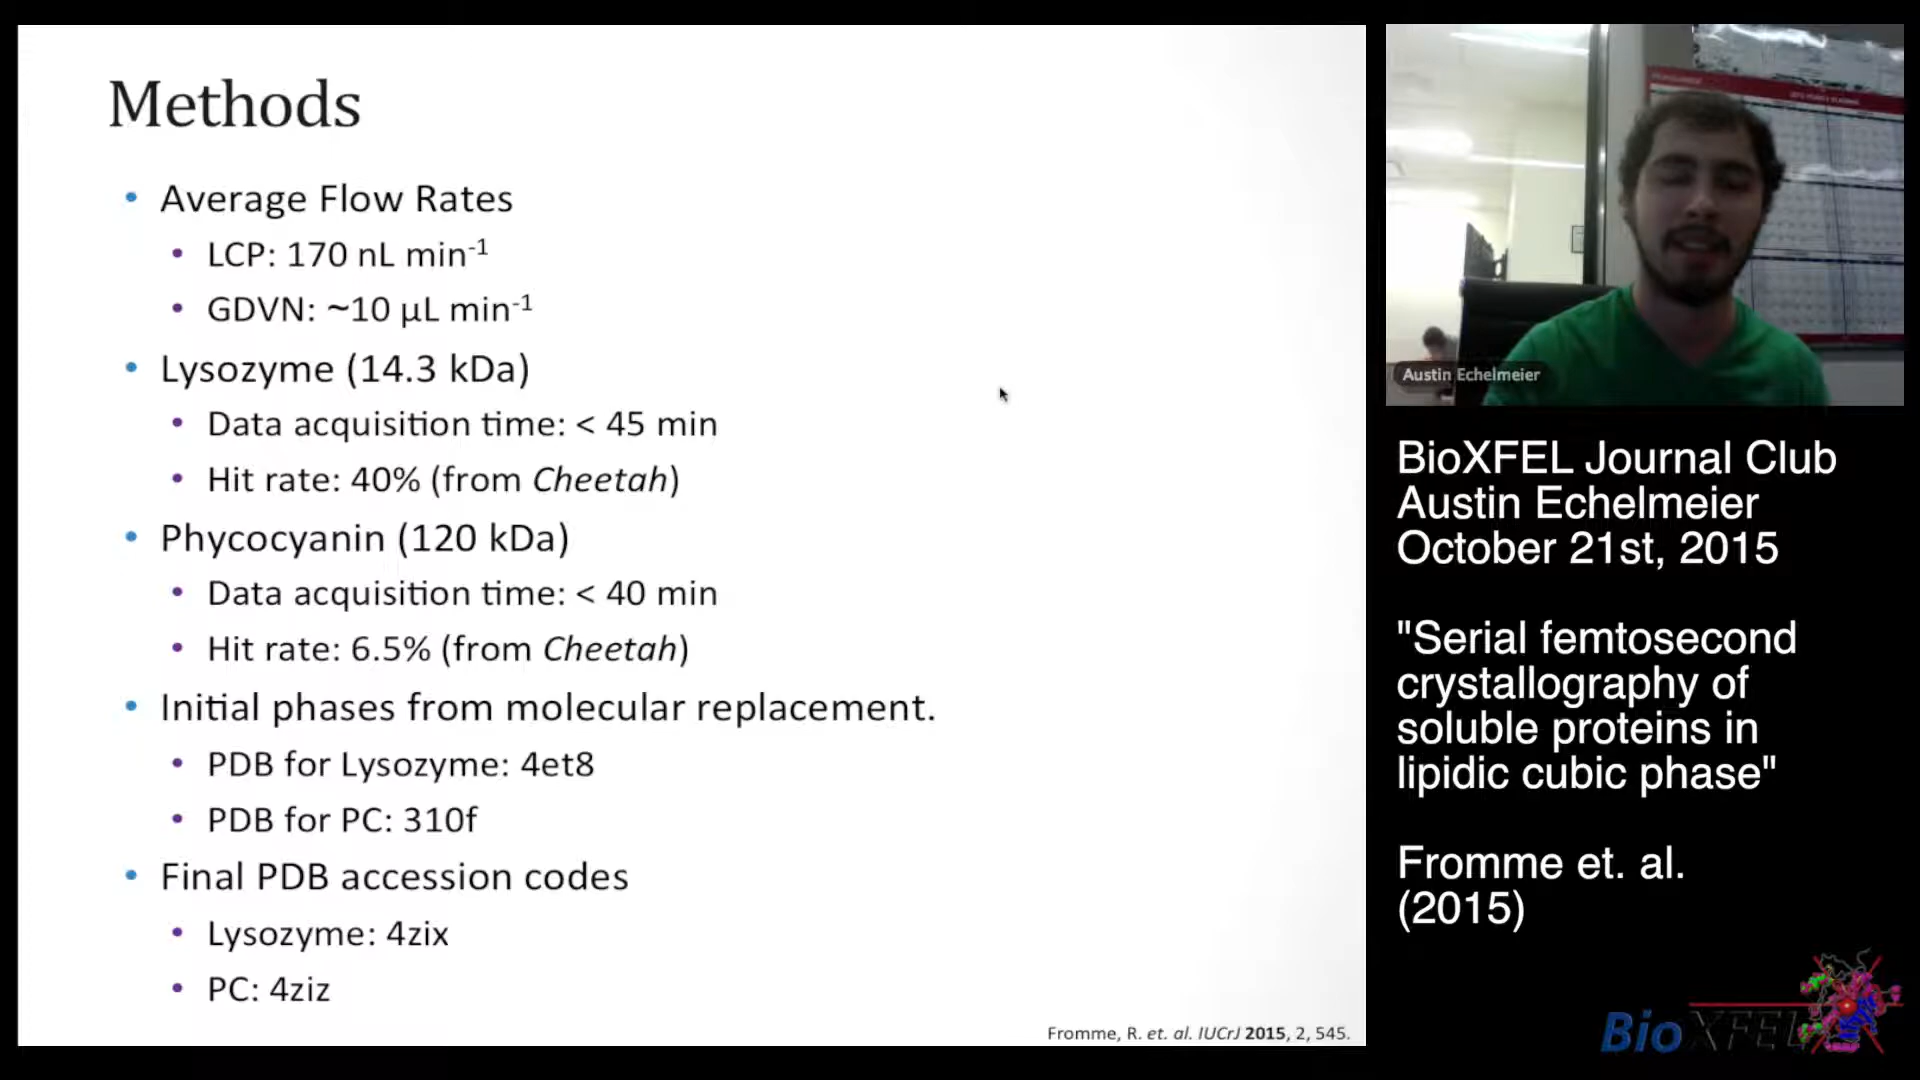 Methods
• Average Flow Rates
• LCP: 170 nL min⁻¹
• GDVN: ~10 µL min⁻¹
• Lysozyme (14.3 kDa)
• Data acquisition time: < 45 min
• Hit rate: 40% (from Cheetah)
• Phycocyanin (120 kDa)
• Data acquisition time: < 40 min
• Hit rate: 6.5% (from Cheetah)
• Initial phases from molecular replacement.
• PDB for Lysozyme: 4et8
• PDB for PC: 310f
• Final PDB accession codes
• Lysozyme: 4zix
• PC: 4ziz
Fromme, R. et. al. IUCrJ 2015, 2, 545.
Austin Echelmeier
BioXFEL Journal Club
Austin Echelmeier
October 21st, 2015
"Serial femtosecond
crystallography of
soluble proteins in
lipidic cubic phase"
Fromme et. al.
(2015)
BioXFEL